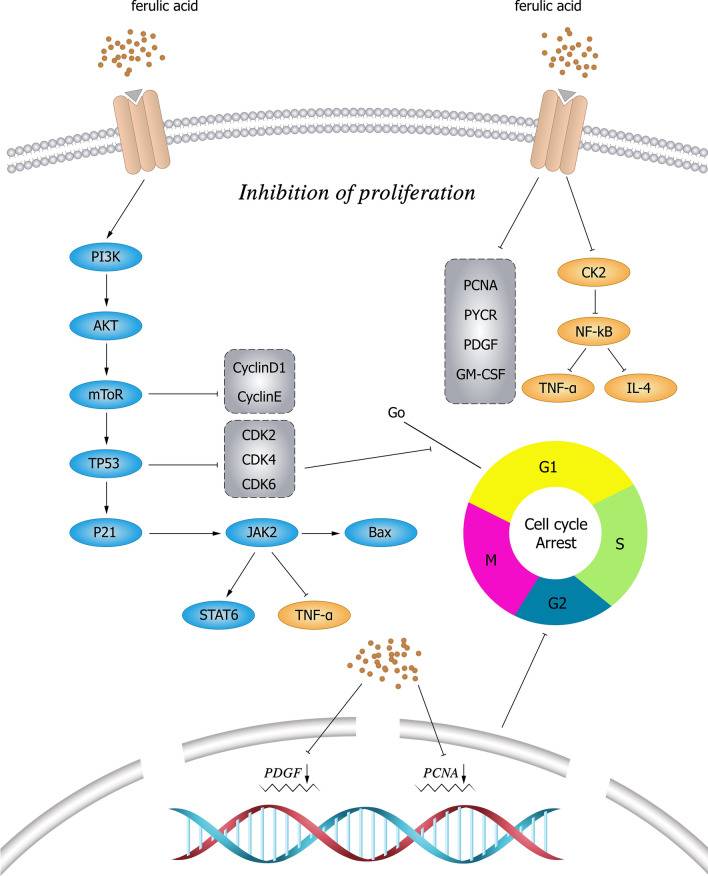 ferulic acid
ferulic acid
Inhibition of proliferation
PI3K
AKT
mToR
TP53
P21
CyclinD1
CyclinE
CDK2
CDK4
CDK6
JAK2
Bax
STAT6
TNF-α
PCNA
PYCR
PDGF
GM-CSF
CK2
NF-kB
TNF-α
IL-4
Go
G1
S
G2
M
Cell cycle
Arrest
PDGF
PCNA